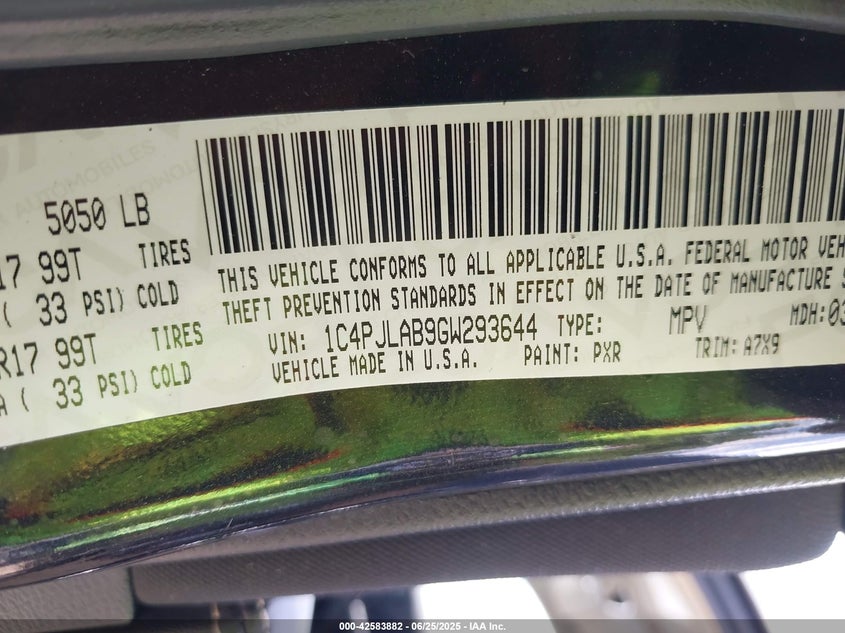 5050 LB
17 99T TIRES
( 33 PSI) COLD
R17 99T TIRES
A ( 33 PSI) COLD
THIS VEHICLE CONFORMS TO ALL APPLICABLE U.S.A. FEDERAL MOTOR VEH
THEFT PREVENTION STANDARDS IN EFFECT ON THE DATE OF MANUFACTURE S
VIN: 1C4PJLAB9GW293644 TYPE: MPV MDH: 03
VEHICLE MADE IN U.S.A. PAINT: PXR TRIM: A7X9
AUTOMOBILES
000-42583882 | 06/25/2025 - IAA Inc.